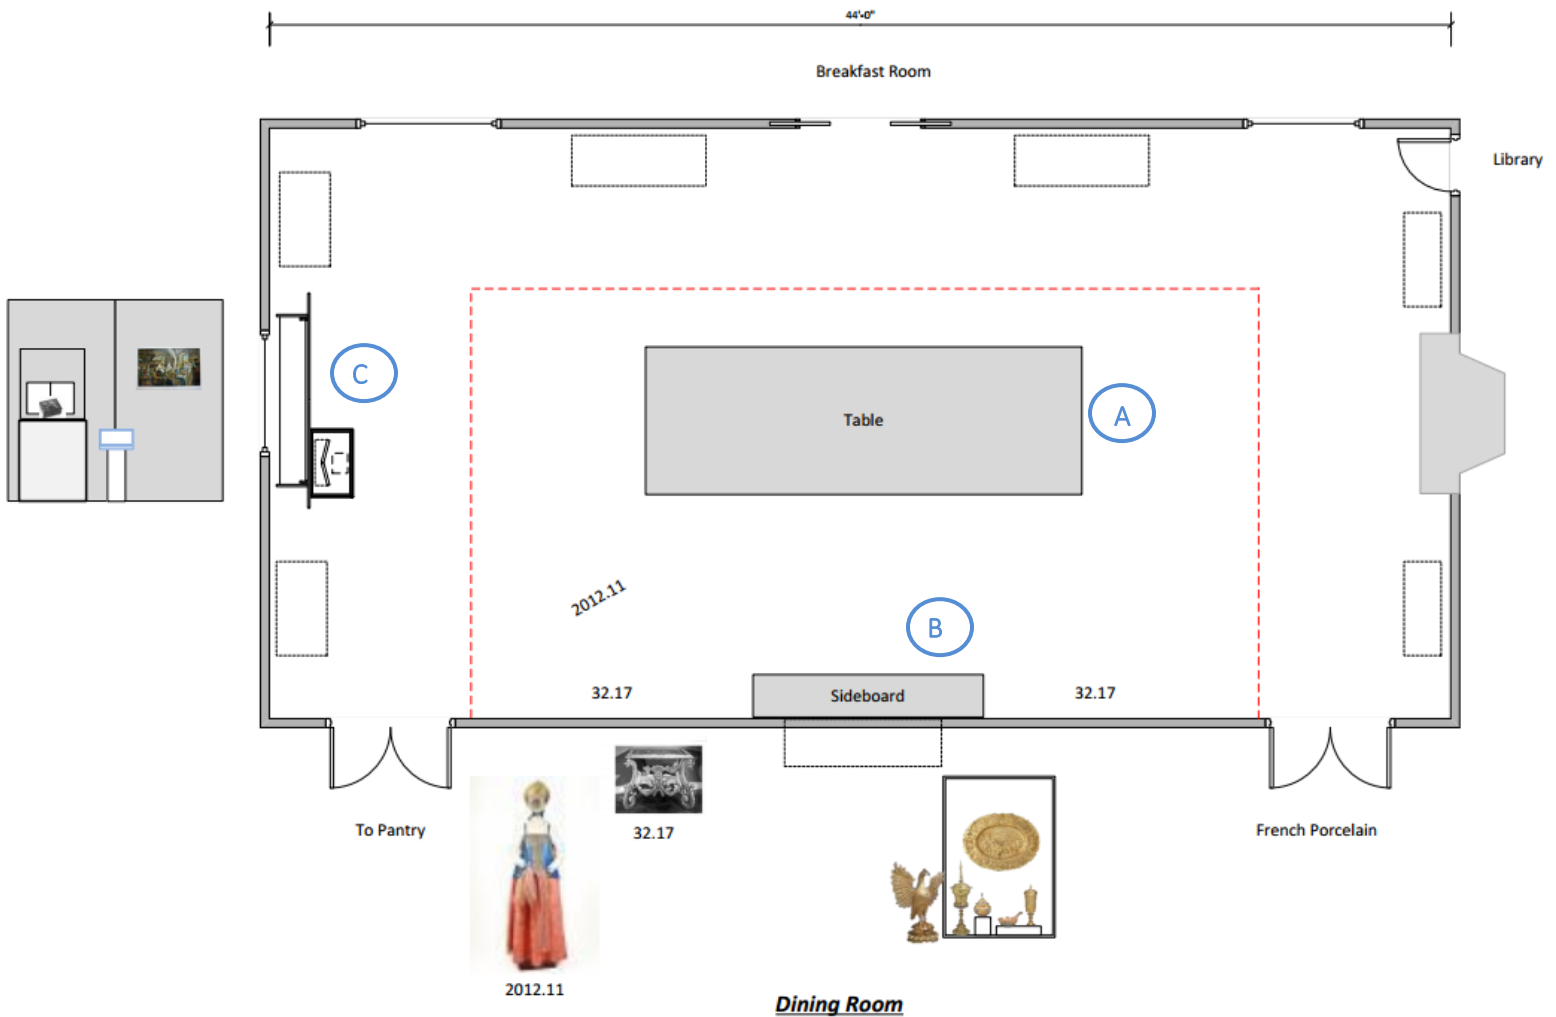 44'-0"
Breakfast Room
Library
C
Table
A
2012.11
B
32.17
Sideboard
32.17
To Pantry
32.17
French Porcelain
2012.11
Dining Room